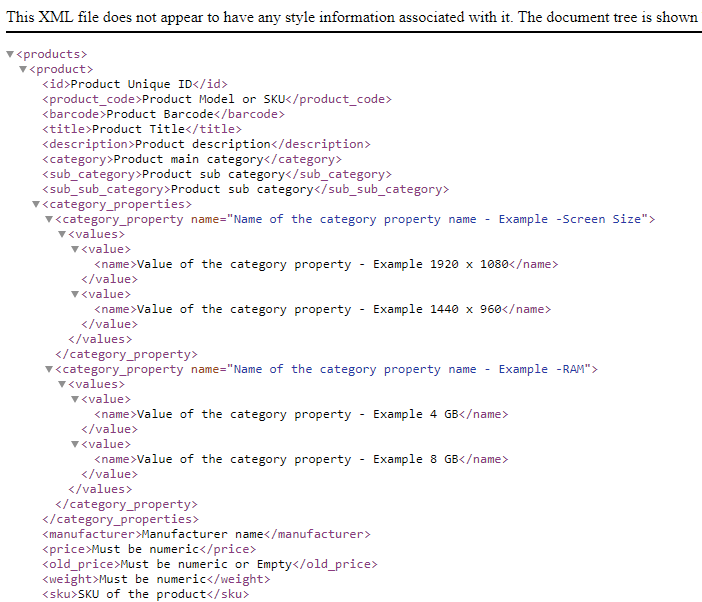 This XML file does not appear to have any style information associated with it. The document tree is shown
▼<products>
▼<product>
<id>Product Unique ID</id>
<product_code>Product Model or SKU</product_code>
<barcode>Product Barcode</barcode>
<title>Product Title</title>
<description>Product description</description>
<category>Product main category</category>
<sub_category>Product sub category</sub_category>
<sub_sub_category>Product sub category</sub_sub_category>
▼<category_properties>
▼<category_property name="Name of the category property name - Example -Screen Size">
▼<values>
▼<value>
<name>Value of the category property - Example 1920 x 1080</name>
</value>
▼<value>
<name>Value of the category property - Example 1440 x 960</name>
</value>
</values>
</category_property>
▼<category_property name="Name of the category property name - Example -RAM">
▼<values>
▼<value>
<name>Value of the category property - Example 4 GB</name>
</value>
▼<value>
<name>Value of the category property - Example 8 GB</name>
</value>
</values>
</category_property>
</category_properties>
<manufacturer>Manufacturer name</manufacturer>
<price>Must be numeric</price>
<old_price>Must be numeric or Empty</old_price>
<weight>Must be numeric</weight>
<sku>SKU of the product</sku>